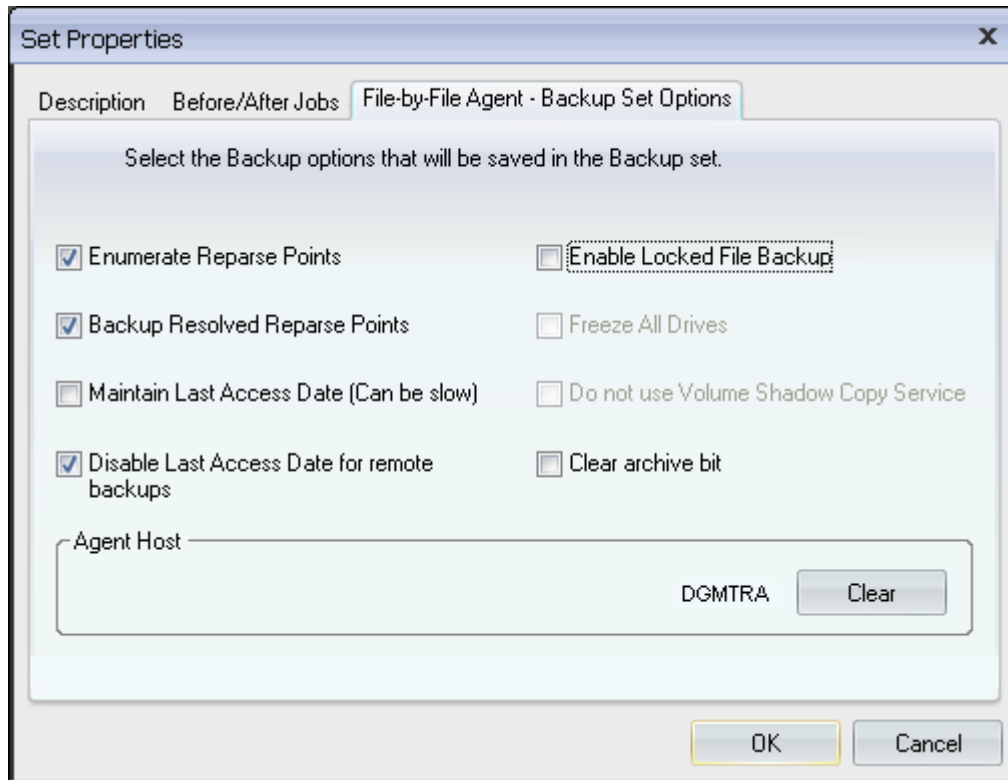 Set Properties x
Description Before/After Jobs File-by-File Agent - Backup Set Options
Select the Backup options that will be saved in the Backup set.
Enumerate Reparse Points
Enable Locked File Backup
Backup Resolved Reparse Points
Freeze All Drives
Maintain Last Access Date (Can be slow)
Do not use Volume Shadow Copy Service
Disable Last Access Date for remote
backups
Clear archive bit
Agent Host
DGMTRA Clear
OK Cancel